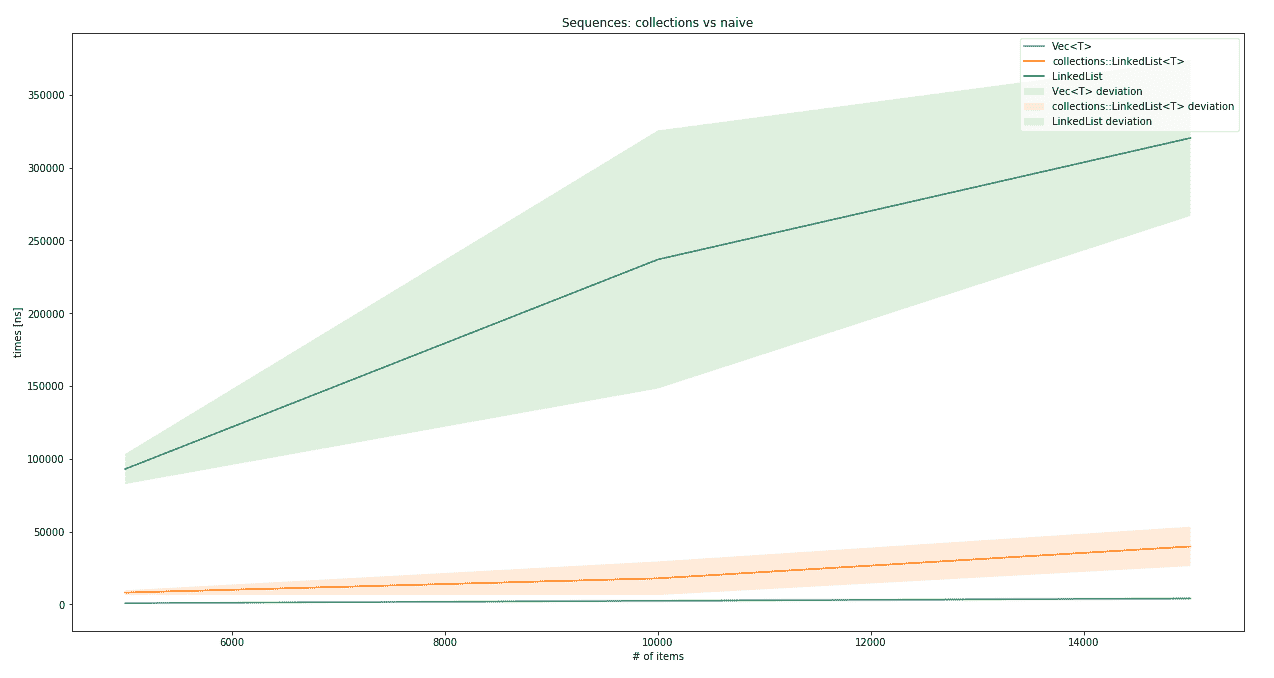 Sequences: collections vs naive
Vec<T>
collections::LinkedList<T>
LinkedList
Vec<T> deviation
collections::LinkedList<T> deviation
LinkedList deviation
350000
300000
250000
200000
150000
100000
50000
0
times [ns]
6000 8000 10000 12000 14000
# of items